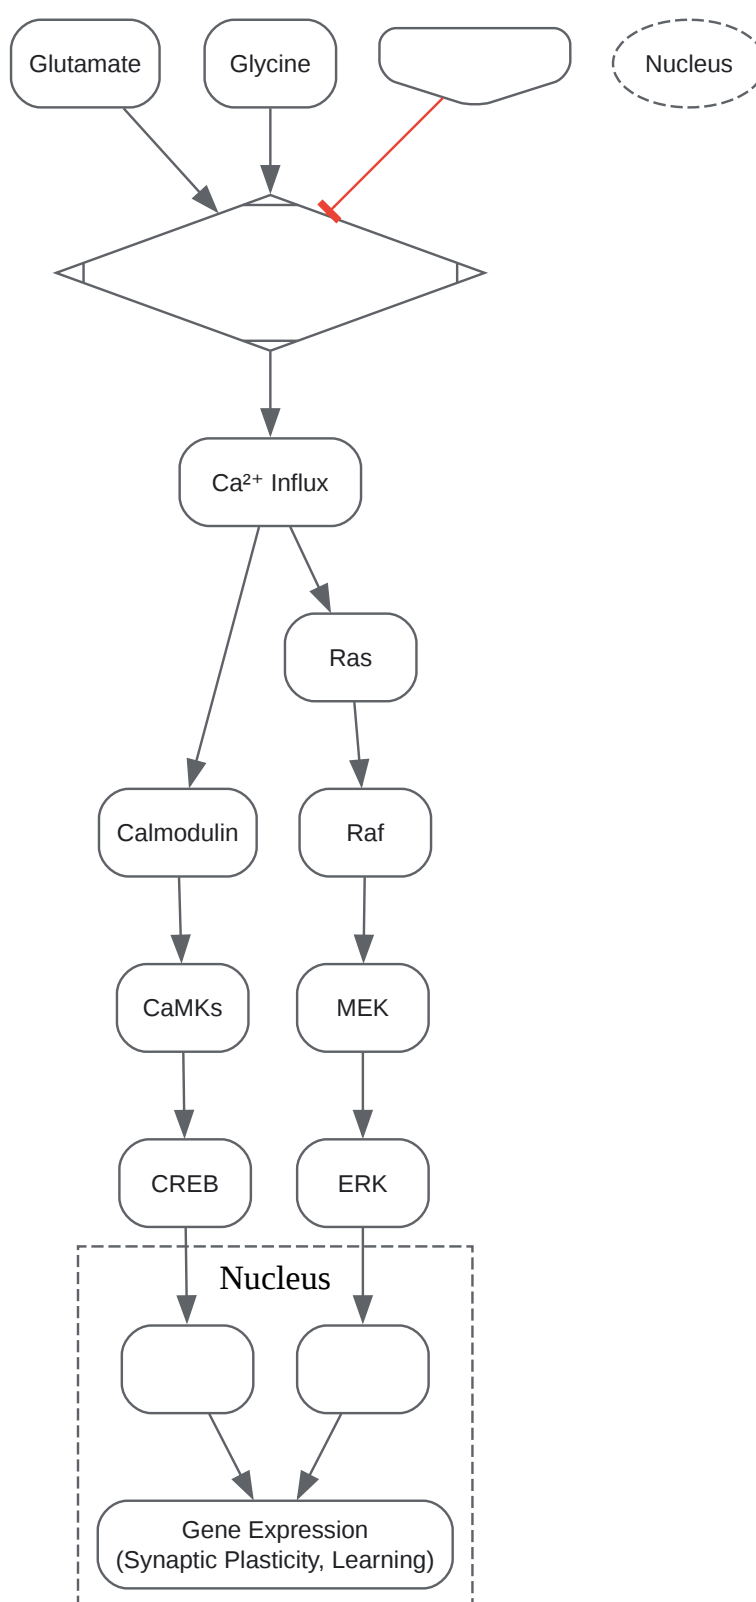 Glutamate
Glycine
Nucleus
Ca²⁺ Influx
Ras
Calmodulin
Raf
CaMKs
MEK
CREB
ERK
Nucleus
Gene Expression
(Synaptic Plasticity, Learning)